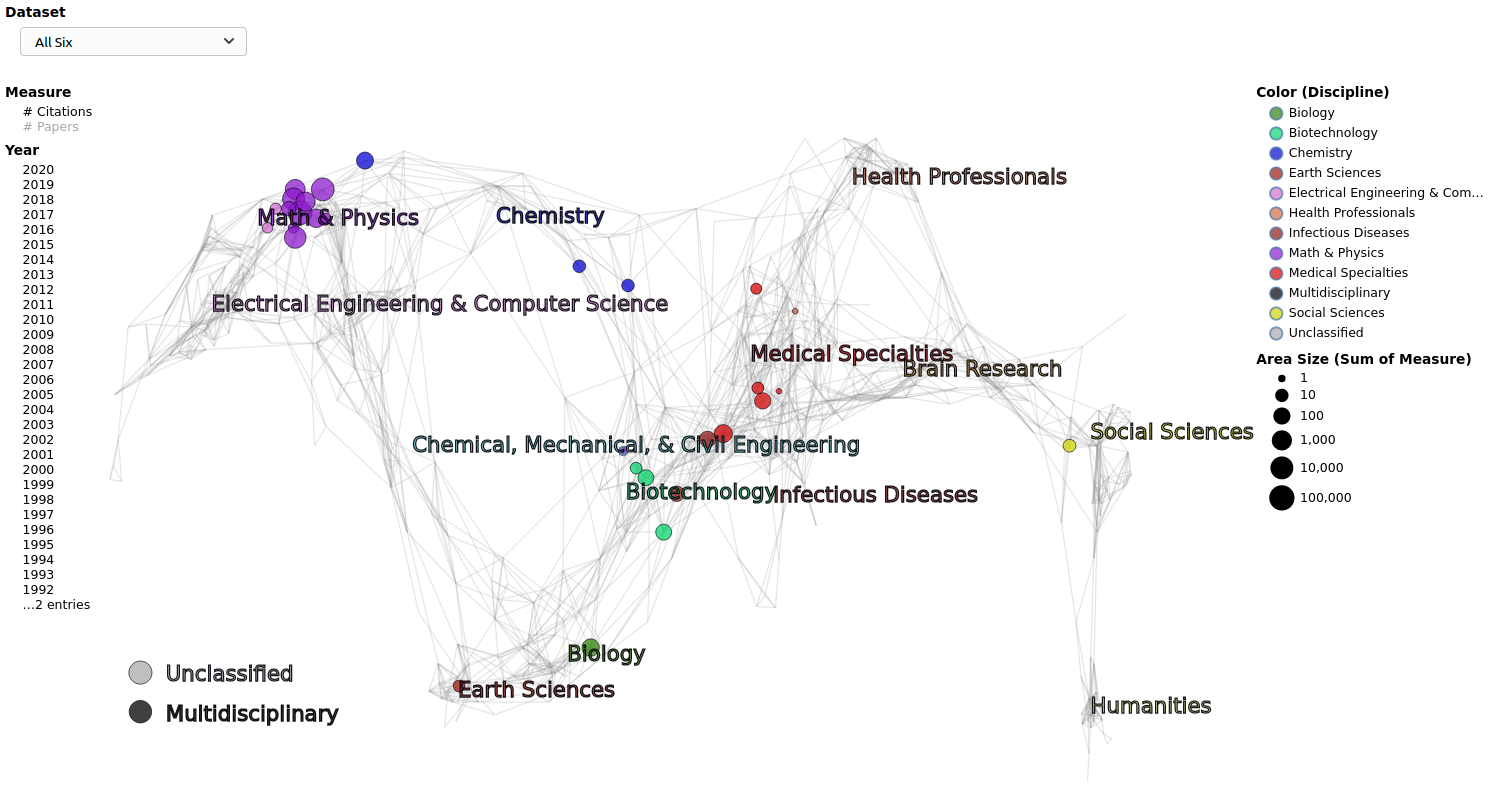 Dataset
All Six
Measure
# Citations
# Papers
Year
2020
2019
2018
2017
2016
2015
2014
2013
2012
2011
2010
2009
2008
2007
2006
2005
2004
2003
2002
2001
2000
1999
1998
1997
1996
1995
1994
1993
1992
...2 entries
Health Professionals
Math & Physics
Chemistry
Electrical Engineering & Computer Science
Medical Specialties
Brain Research
Social Sciences
Chemical, Mechanical, & Civil Engineering
Biotechnology
Infectious Diseases
Biology
Earth Sciences
Humanities
Unclassified
Multidisciplinary
Color (Discipline)
Biology
Biotechnology
Chemistry
Earth Sciences
Electrical Engineering & Com...
Health Professionals
Infectious Diseases
Math & Physics
Medical Specialties
Multidisciplinary
Social Sciences
Unclassified
Area Size (Sum of Measure)
1
10
100
1,000
10,000
100,000